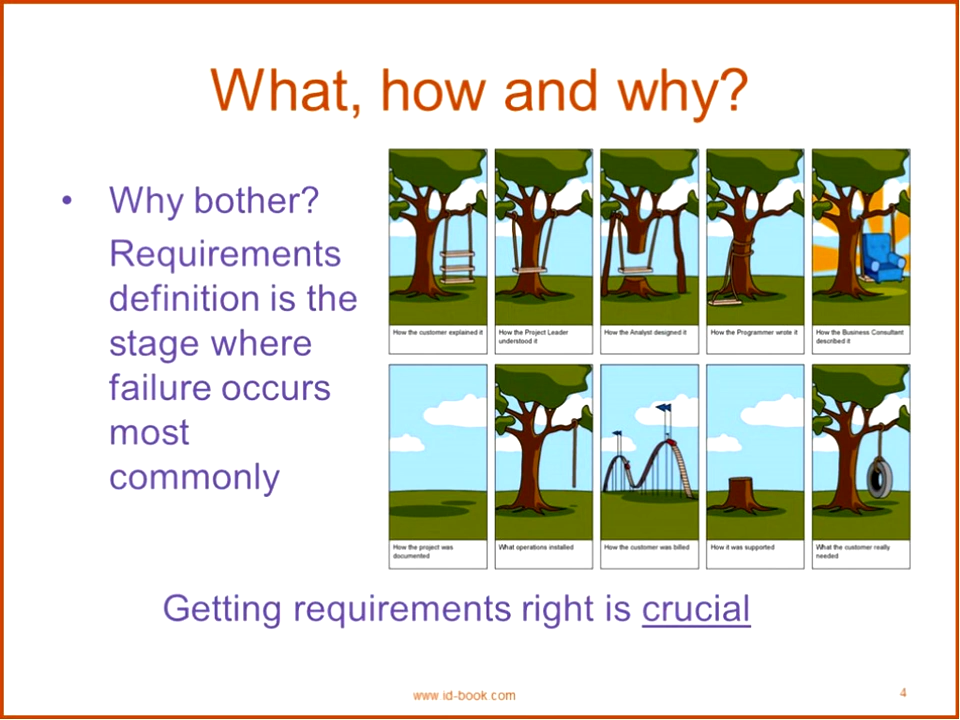 What, how and why?
• Why bother?
Requirements
definition is the
stage where
failure occurs
most
commonly
How the customer explained it
How the Project Leader
understood it
How the Analyst designed it
How the Programmer wrote it
How the Business Consultant
described it
How the project was
documented
What operations installed
How the customer was billed
How it was supported
What the customer really
needed
Getting requirements right is crucial
www.id-book.com
4